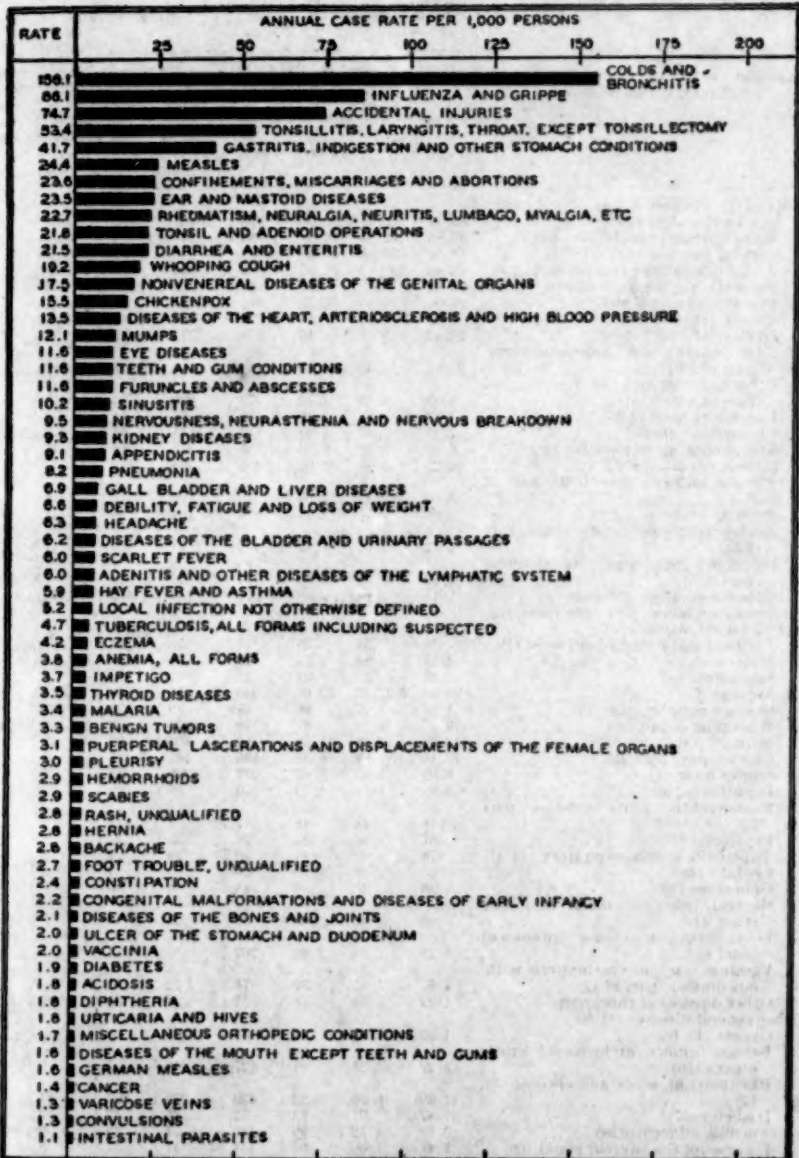 ANNUAL CASE RATE PER 1,000 PERSONS
RATE
25 50 75 100 125 150 175 200
156.1 COLDS AND
BRONCHITIS
86.1 INFLUENZA AND GRIPPE
74.7 ACCIDENTAL INJURIES
53.4 TONSILLITIS, LARYNGITIS, THROAT, EXCEPT TONSILLECTOMY
41.7 GASTRITIS, INDIGESTION AND OTHER STOMACH CONDITIONS
24.4 MEASLES
23.6 CONFINEMENTS, MISCARRIAGES AND ABORTIONS
23.5 EAR AND MASTOID DISEASES
22.7 RHEUMATISM, NEURALGIA, NEURITIS, LUMBAGO, MYALGIA, ETC
21.8 TONSIL AND ADENOID OPERATIONS
21.5 DIARRHEA AND ENTERITIS
19.2 WHOOPING COUGH
17.5 NONVENEREAL DISEASES OF THE GENITAL ORGANS
15.5 CHICKENPOX
13.5 DISEASES OF THE HEART, ARTERIOSCLEROSIS AND HIGH BLOOD PRESSURE
12.1 MUMPS
11.6 EYE DISEASES
11.6 TEETH AND GUM CONDITIONS
11.6 FURUNCLES AND ABSCESSES
10.2 SINUSITIS
9.5 NERVOUSNESS, NEURASTHENIA AND NERVOUS BREAKDOWN
9.3 KIDNEY DISEASES
9.1 APPENDICITIS
8.2 PNEUMONIA
6.9 GALL BLADDER AND LIVER DISEASES
6.6 DEBILITY, FATIGUE AND LOSS OF WEIGHT
6.3 HEADACHE
6.2 DISEASES OF THE BLADDER AND URINARY PASSAGES
6.0 SCARLET FEVER
6.0 ADENITIS AND OTHER DISEASES OF THE LYMPHATIC SYSTEM
5.9 HAY FEVER AND ASTHMA
5.2 LOCAL INFECTION NOT OTHERWISE DEFINED
4.7 TUBERCULOSIS, ALL FORMS INCLUDING SUSPECTED
4.2 ECZEMA
3.8 ANEMIA, ALL FORMS
3.7 IMPETIGO
3.5 THYROID DISEASES
3.4 MALARIA
3.3 BENIGN TUMORS
3.1 PUERPERAL LASCERATIONS AND DISPLACEMENTS OF THE FEMALE ORGANS
3.0 PLEURISY
2.9 HEMORRHOIDS
2.9 SCABIES
2.8 RASH, UNQUALIFIED
2.8 HERNIA
2.8 BACKACHE
2.7 FOOT TROUBLE, UNQUALIFIED
2.4 CONSTIPATION
2.2 CONGENITAL MALFORMATIONS AND DISEASES OF EARLY INFANCY
2.1 DISEASES OF THE BONES AND JOINTS
2.0 ULCER OF THE STOMACH AND DUODENUM
2.0 VACCINIA
1.9 DIABETES
1.8 ACIDOSIS
1.8 DIPHTHERIA
1.8 URTICARIA AND HIVES
1.7 MISCELLANEOUS ORTHOPEDIC CONDITIONS
1.6 DISEASES OF THE MOUTH EXCEPT TEETH AND GUMS
1.6 GERMAN MEASLES
1.4 CANCER
1.3 VARICOSE VEINS
1.3 CONVULSIONS
1.1 INTESTINAL PARASITES